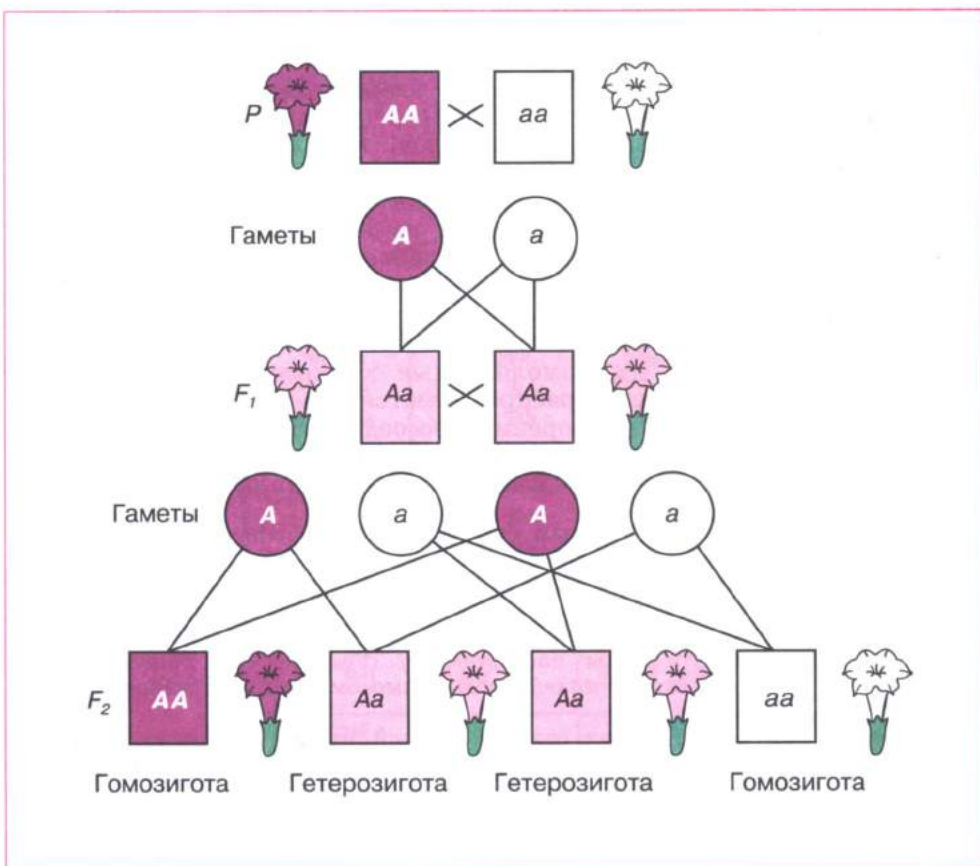 P AA × aa
Гаметы A a
F₁ Aa × Aa
Гаметы A a A a
F₂ AA Aa Aa aa
Гомозигота Гетерозигота Гетерозигота Гомозигота